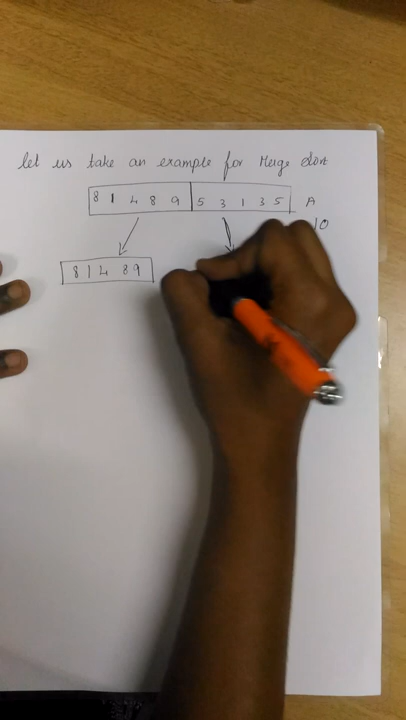 let us take an example for Merge Sort
8 1 4 8 9 5 3 1 3 5 A
10
8 1 4 8 9